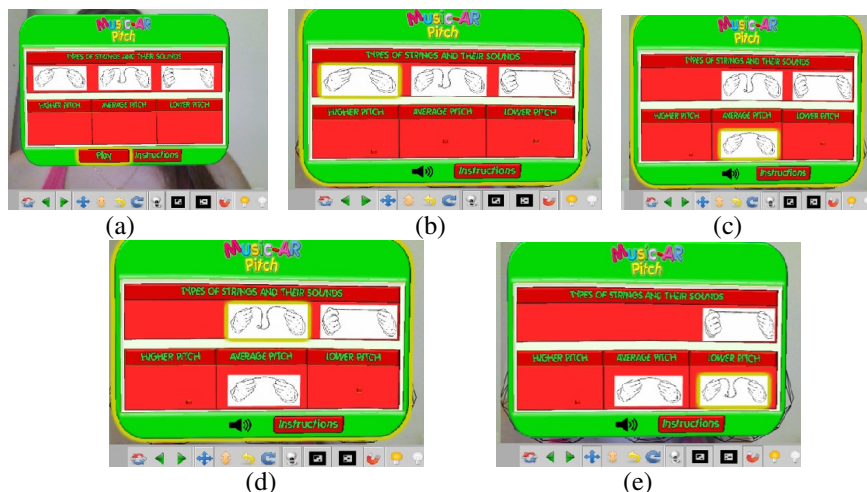 Music-AR
Pitch
TYPES OF STRINGS AND THEIR SOUNDS
HIGHER PITCH AVERAGE PITCH LOWER PITCH
Play Instructions
(a)
Music-AR
Pitch
TYPES OF STRINGS AND THEIR SOUNDS
HIGHER PITCH AVERAGE PITCH LOWER PITCH
Instructions
(b)
Music-AR
Pitch
TYPES OF STRINGS AND THEIR SOUNDS
HIGHER PITCH AVERAGE PITCH LOWER PITCH
Instructions
(c)
Music-AR
Pitch
TYPES OF STRINGS AND THEIR SOUNDS
HIGHER PITCH AVERAGE PITCH LOWER PITCH
Instructions
(d)
Music-AR
Pitch
TYPES OF STRINGS AND THEIR SOUNDS
HIGHER PITCH AVERAGE PITCH LOWER PITCH
Instructions
(e)